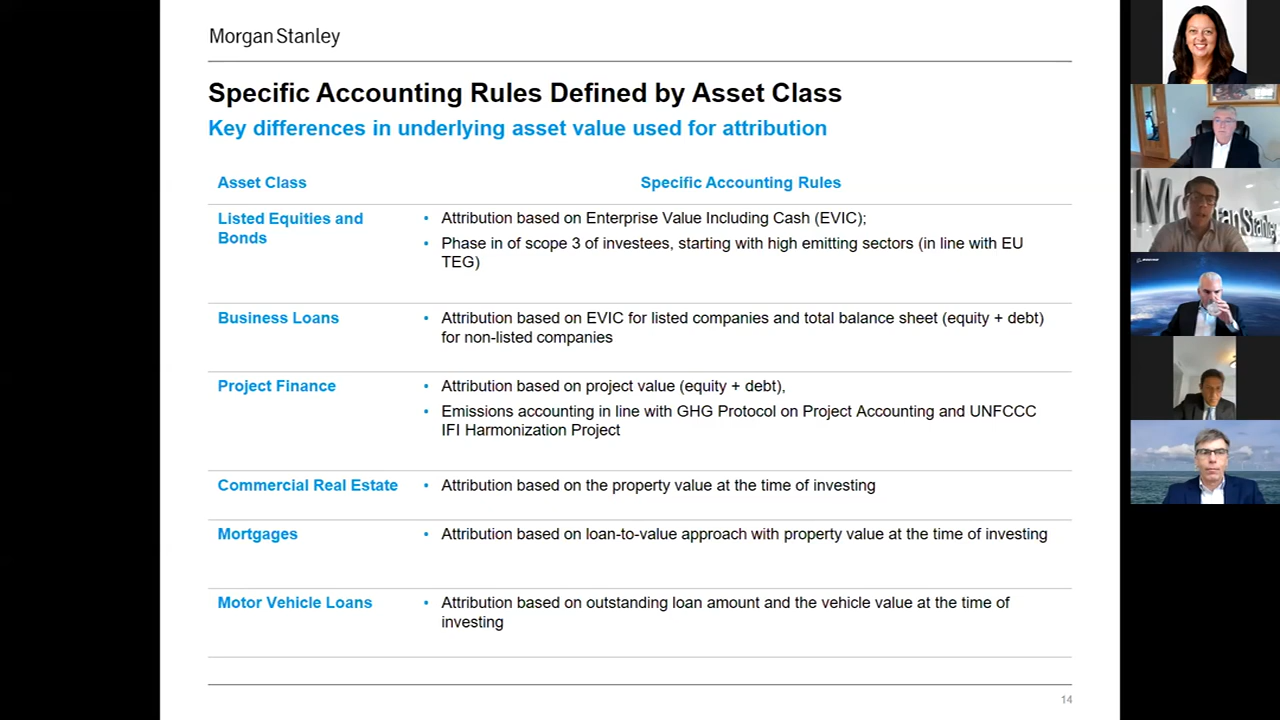 Morgan Stanley
Specific Accounting Rules Defined by Asset Class
Key differences in underlying asset value used for attribution
Asset Class
Specific Accounting Rules
Listed Equities and
Bonds
• Attribution based on Enterprise Value Including Cash (EVIC);
• Phase in of scope 3 of investees, starting with high emitting sectors (in line with EU
TEG)
Business Loans
• Attribution based on EVIC for listed companies and total balance sheet (equity + debt)
for non-listed companies
Project Finance
• Attribution based on project value (equity + debt),
• Emissions accounting in line with GHG Protocol on Project Accounting and UNFCCC
IFI Harmonization Project
Commercial Real Estate
• Attribution based on the property value at the time of investing
Mortgages
• Attribution based on loan-to-value approach with property value at the time of investing
Motor Vehicle Loans
• Attribution based on outstanding loan amount and the vehicle value at the time of
investing
14